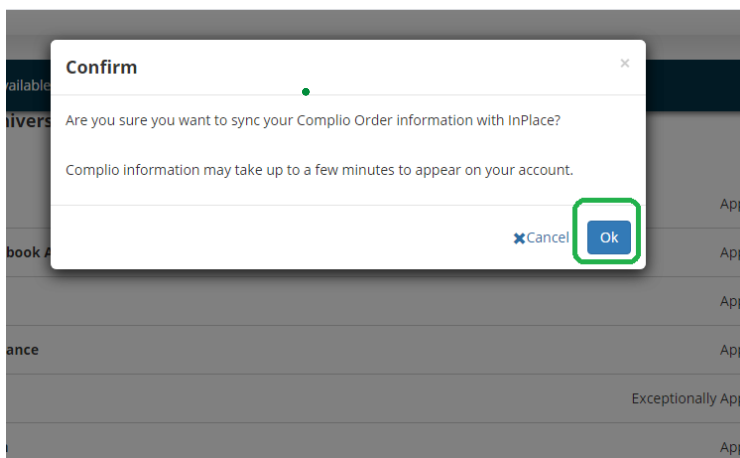 Confirm
×
vailable
nivers
Are you sure you want to sync your Complio Order information with InPlace?
Complio information may take up to a few minutes to appear on your account.
App
Cancel
Ok
book A
App
App
ance
App
Exceptionally App
App